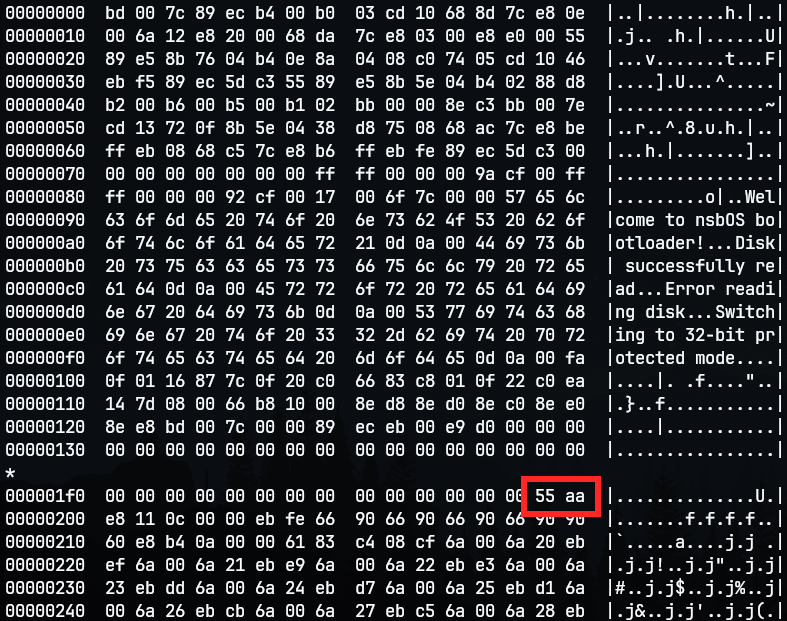 00000000  bd 00 7c 89 ec b4 00 b0  03 cd 10 68 8d 7c e8 0e  |..|........h.|..|
00000010  00 6a 12 e8 20 00 68 da  7c e8 03 00 e8 e0 00 55  |.j.. .h.|......U|
00000020  89 e5 8b 76 04 b4 0e 8a  04 08 c0 74 05 cd 10 46  |...v.......t...F|
00000030  eb f5 89 ec 5d c3 55 89  e5 8b 5e 04 b4 02 88 d8  |....].U...^.....|
00000040  b2 00 b6 00 b5 00 b1 02  bb 00 00 8e c3 bb 00 7e  |...............~|
00000050  cd 13 72 0f 8b 5e 04 38  d8 75 08 68 ac 7c e8 be  |..r..^.8.u.h.|..|
00000060  ff eb 08 68 c5 7c e8 b6  ff eb fe 89 ec 5d c3 00  |...h.|.......]..|
00000070  00 00 00 00 00 00 00 ff  ff 00 00 00 9a cf 00 ff  |................|
00000080  ff 00 00 00 92 cf 00 17  00 6f 7c 00 00 57 65 6c  |.........o|..Wel|
00000090  63 6f 6d 65 20 74 6f 20  6e 73 62 4f 53 20 62 6f  |come to nsbOS bo|
000000a0  6f 74 6c 6f 61 64 65 72  21 0d 0a 00 44 69 73 6b  |otloader!...Disk|
000000b0  20 73 75 63 63 65 73 73  66 75 6c 6c 79 20 72 65  | successfully re|
000000c0  61 64 0d 0a 00 45 72 72  6f 72 20 72 65 61 64 69  |ad...Error readi|
000000d0  6e 67 20 64 69 73 6b 0d  0a 00 53 77 69 74 63 68  |ng disk...Switch|
000000e0  69 6e 67 20 74 6f 20 33  32 2d 62 69 74 20 70 72  |ing to 32-bit pr|
000000f0  6f 74 65 63 74 65 64 20  6d 6f 64 65 0d 0a 00 fa  |otected mode....|
00000100  0f 01 16 87 7c 0f 20 c0  66 83 c8 01 0f 22 c0 ea  |....|. .f...."..|
00000110  14 7d 08 00 66 b8 10 00  8e d8 8e d0 8e c0 8e e0  |.}..f...........|
00000120  8e e8 bd 00 7c 00 00 89  ec eb 00 e9 d0 00 00 00  |....|...........|
00000130  00 00 00 00 00 00 00 00  00 00 00 00 00 00 00 00  |................|
*
000001f0  00 00 00 00 00 00 00 00  00 00 00 00 00 00 55 aa  |..............U.|
00000200  e8 11 0c 00 00 eb fe 66  90 66 90 66 90 66 90 90  |.......f.f.f.f..|
00000210  60 e8 b4 0a 00 00 61 83  c4 08 cf 6a 00 6a 20 eb  |`.....a....j.j .|
00000220  ef 6a 00 6a 21 eb e9 6a  00 6a 22 eb e3 6a 00 6a  |.j.j!..j.j"..j.j|
00000230  23 eb dd 6a 00 6a 24 eb  d7 6a 00 6a 25 eb d1 6a  |#..j.j$..j.j%..j|
00000240  00 6a 26 eb cb 6a 00 6a  27 eb c5 6a 00 6a 28 eb  |.j&..j.j'..j.j(.|